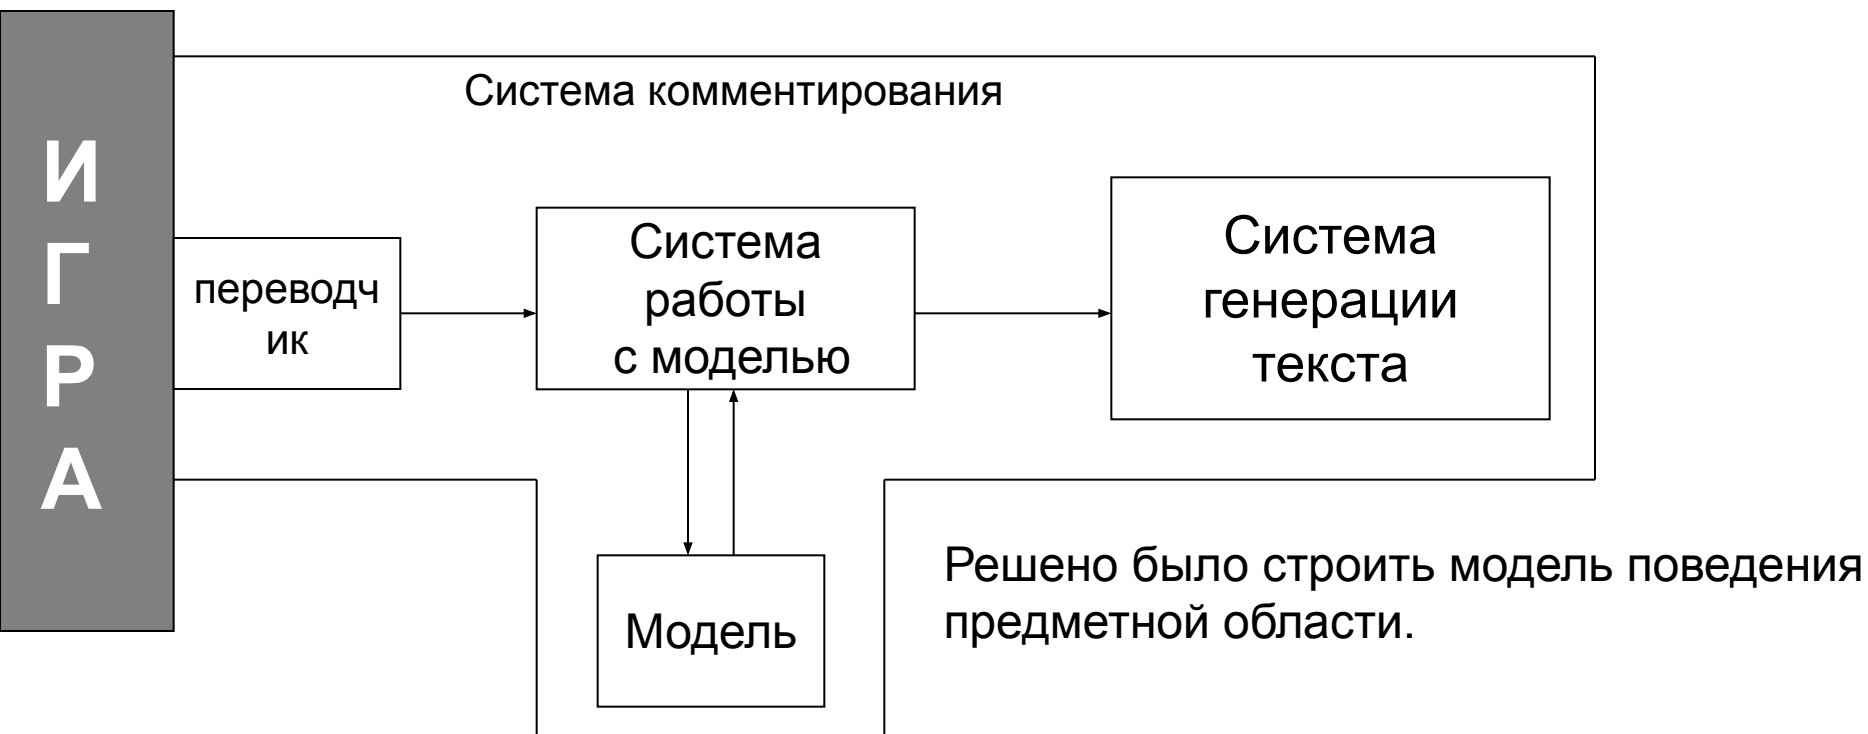 И
Г
Р
А
Система комментирования
переводч
ик
Система
работы
с моделью
Система
генерации
текста
Модель
Решено было строить модель поведения
предметной области.